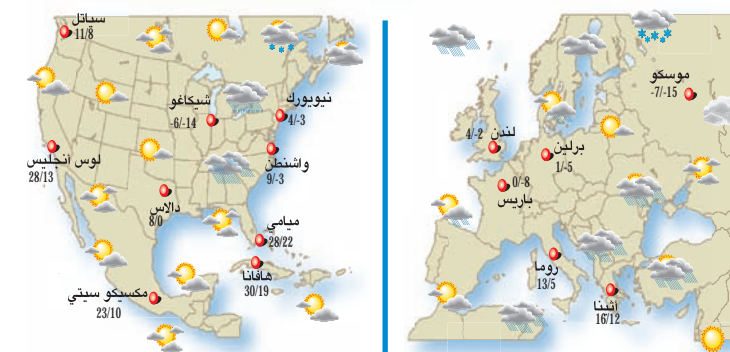 سياتل
11/8
شيكاغو
-6/-14
نيويورك
4/-3
لوس انجليس
28/13
واشنطن
9/-3
دالاس
8/0
ميامي
28/22
هافانا
30/19
مكسيكو سيتي
23/10
موسكو
-7/-15
لندن
4/-2
برلين
1/-5
باريس
0/-8
روما
13/5
أثينا
16/12